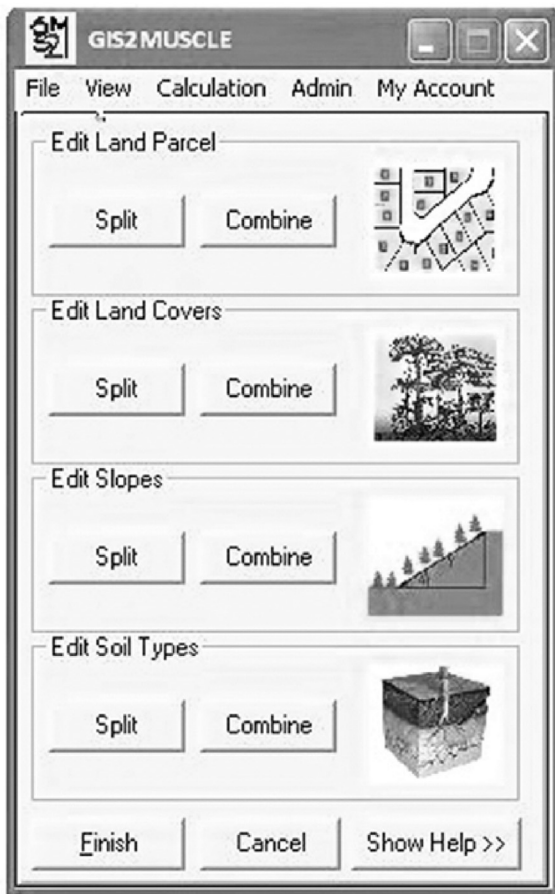 GIS2MUSCLE
File View Calculation Admin My Account
Edit Land Parcel
Split Combine
Edit Land Covers
Split Combine
Edit Slopes
Split Combine
Edit Soil Types
Split Combine
Finish Cancel Show Help >>